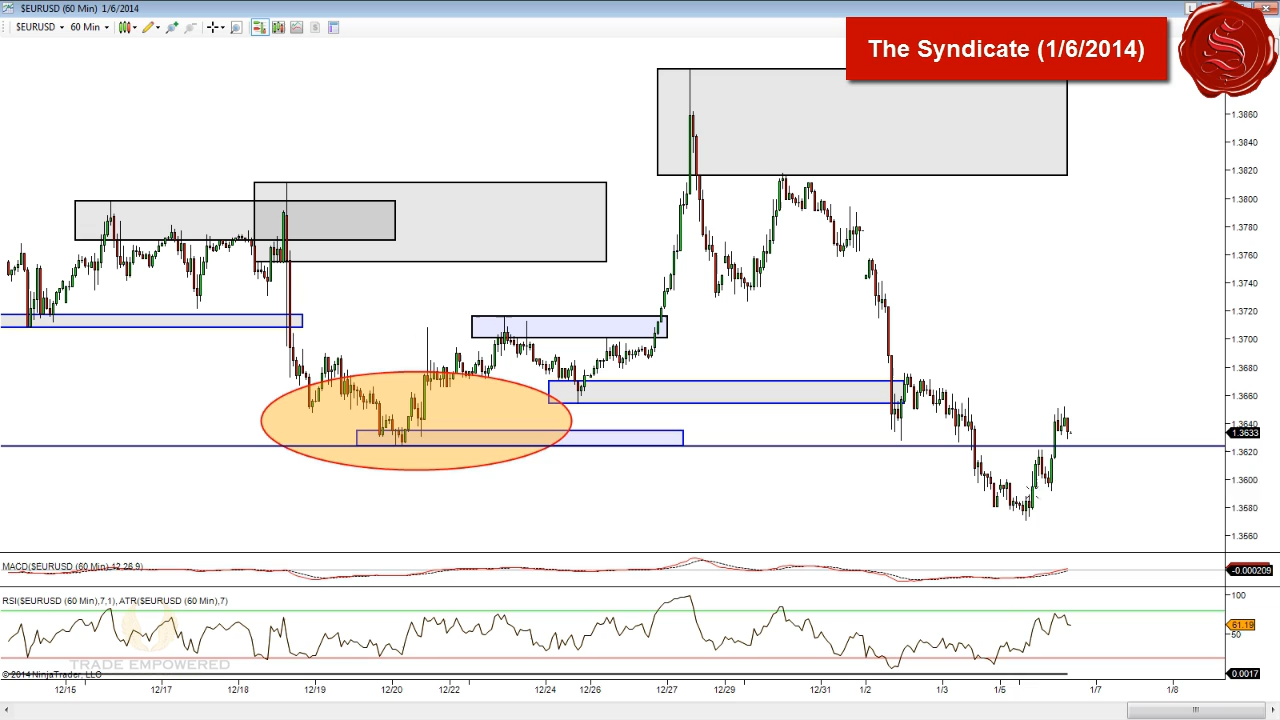 $EURUSD (60 Min) 1/6/2014
$EURUSD 60 Min
The Syndicate (1/6/2014)
1.3860
1.3840
1.3820
1.3800
1.3780
1.3760
1.3740
1.3720
1.3700
1.3680
1.3660
1.3640
1.3633
1.3620
1.3600
1.3580
1.3560
MACD($EURUSD (60 Min),12,26,9)
-0.000209
RSI($EURUSD (60 Min),7,1), ATR($EURUSD (60 Min),7)
100
61.19
50
TRADE EMPOWERED
© 2014 NinjaTrader, LLC
0.0017
12/15 12/17 12/18 12/19 12/20 12/22 12/24 12/26 12/27 12/29 12/31 1/2 1/3 1/5 1/7 1/8